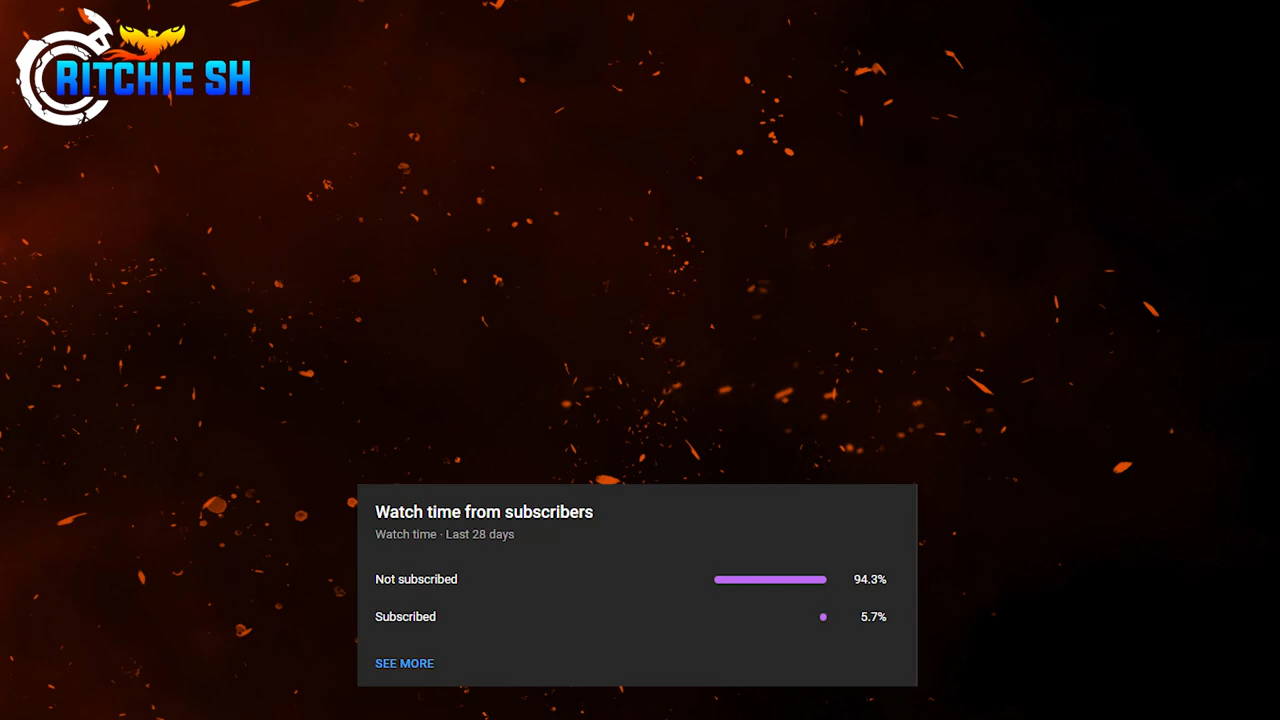 RITCHIE SH
Watch time from subscribers
Watch time · Last 28 days
Not subscribed 94.3%
Subscribed 5.7%
SEE MORE